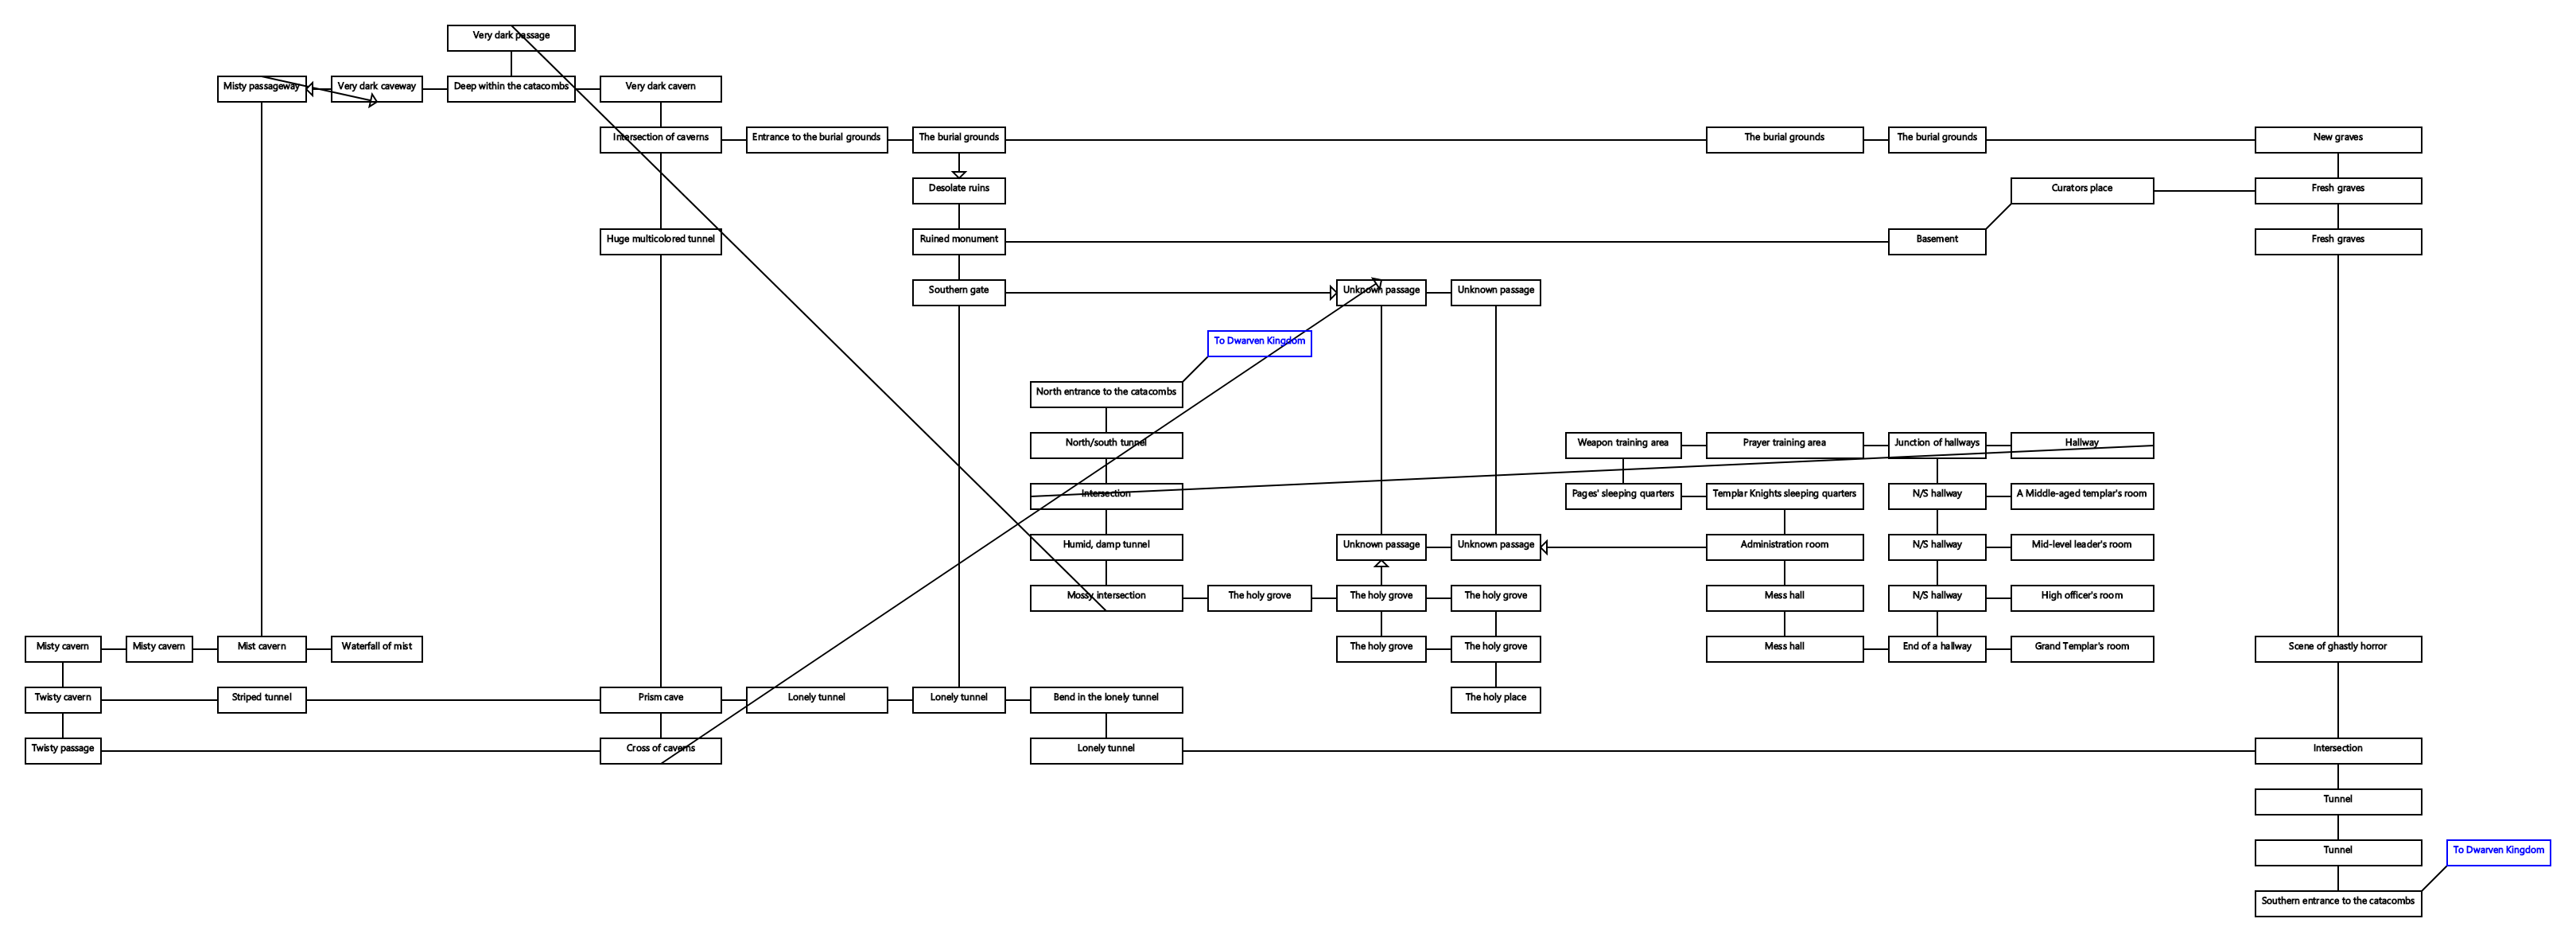 Very dark passage
Misty passageway
Very dark caveway
Deep within the catacombs
Very dark cavern
Intersection of caverns
Entrance to the burial grounds
The burial grounds
The burial grounds
The burial grounds
New graves
Desolate ruins
Curators place
Fresh graves
Huge multicolored tunnel
Ruined monument
Basement
Fresh graves
Southern gate
Unknown passage
Unknown passage
To Dwarven Kingdom
North entrance to the catacombs
North/south tunnel
Weapon training area
Prayer training area
Junction of hallways
Hallway
Intersection
Pages' sleeping quarters
Templar Knights sleeping quarters
N/S hallway
A Middle-aged templar's room
Humid, damp tunnel
Unknown passage
Unknown passage
Administration room
N/S hallway
Mid-level leader's room
Mossy intersection
The holy grove
The holy grove
The holy grove
Mess hall
N/S hallway
High officer's room
Misty cavern
Misty cavern
Mist cavern
Waterfall of mist
The holy grove
The holy grove
Mess hall
End of a hallway
Grand Templar's room
Scene of ghastly horror
Twisty cavern
Striped tunnel
Prism cave
Lonely tunnel
Lonely tunnel
Bend in the lonely tunnel
The holy place
Twisty passage
Cross of caverns
Lonely tunnel
Intersection
Tunnel
Tunnel
To Dwarven Kingdom
Southern entrance to the catacombs